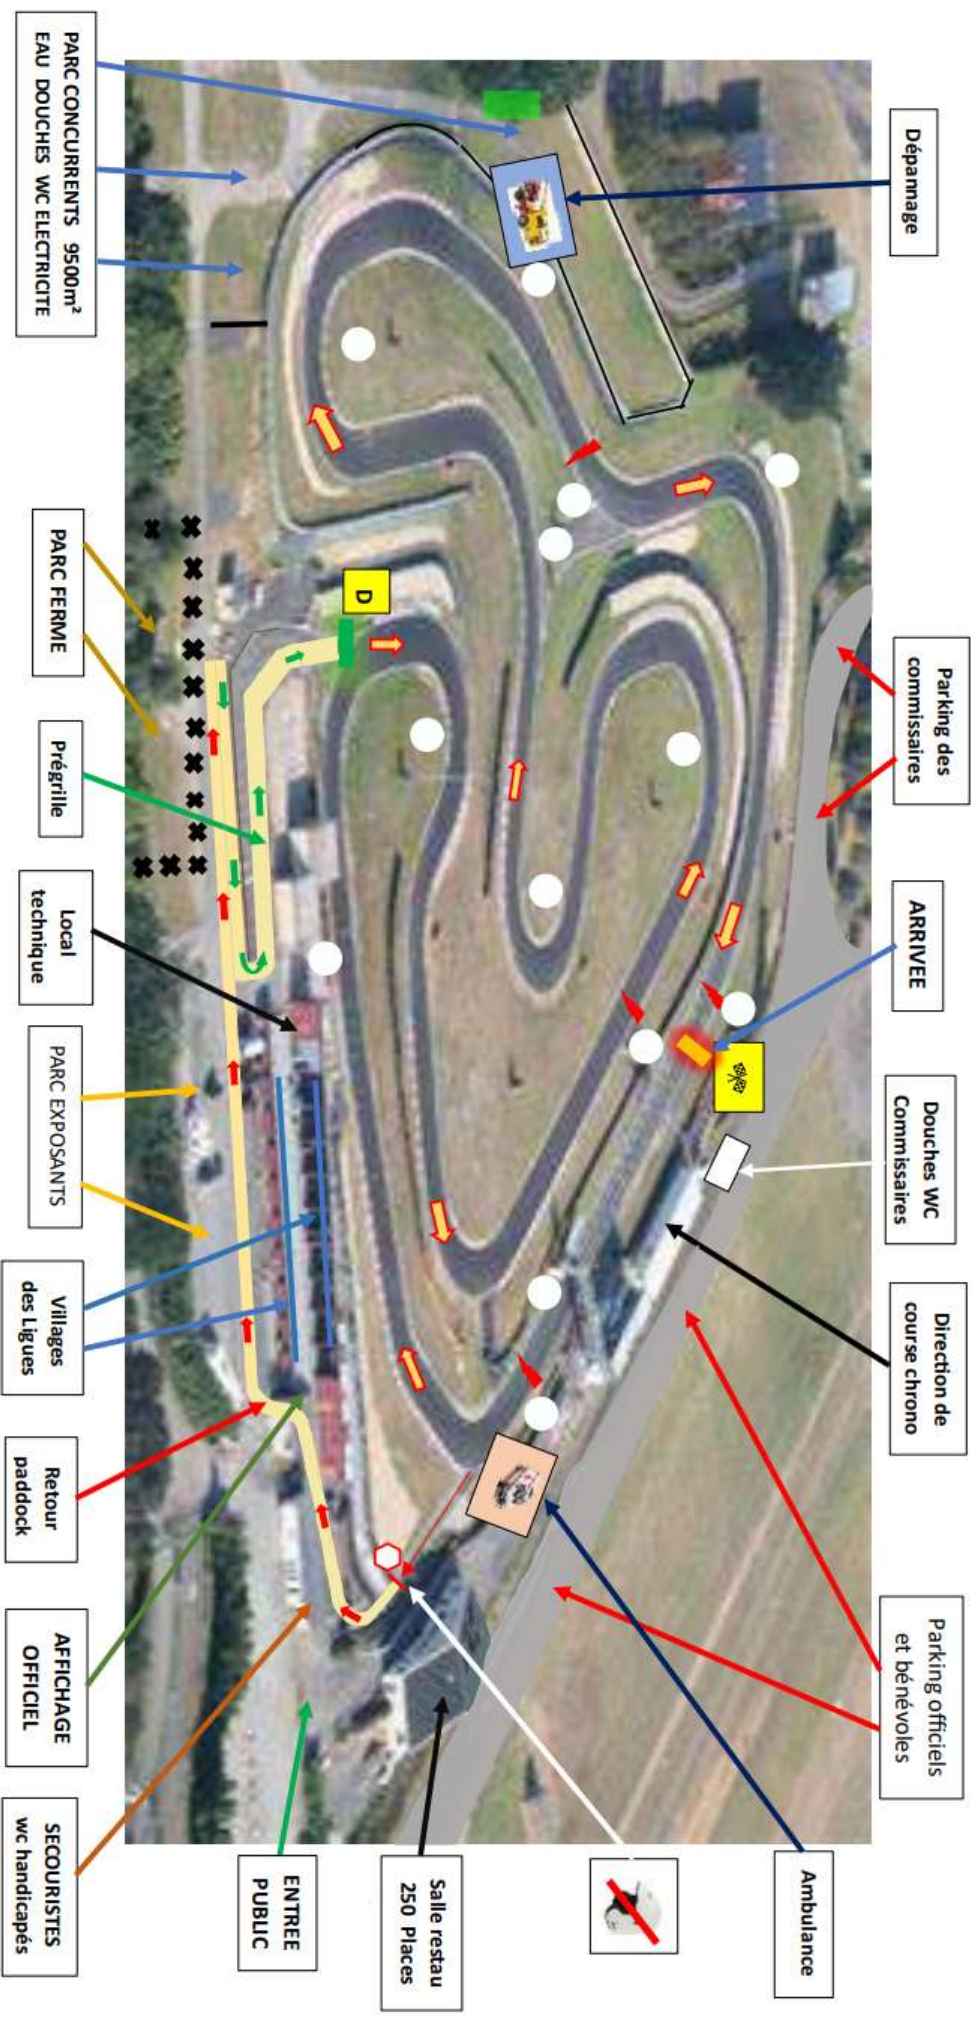 Dépannage
Parking des
commissaires
ARRIVEE
Douches WC
Commissaires
Direction de
course chrono
Parking officiels
et bénévoles
Ambulance
D
PARC CONCURRENTS 9500m²
EAU DOUCHES WC ELECTRICITE
PARC FERME
Prégrille
Local
technique
PARC EXPOSANTS
Villages
des Ligues
Retour
paddock
AFFICHAGE
OFFICIEL
SECOURISTES
wc handicapés
ENTREE
PUBLIC
Salle restau
250 Places